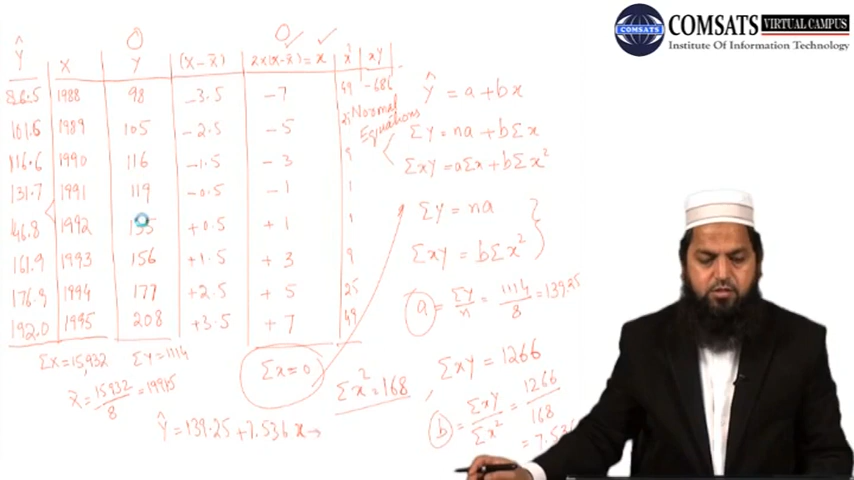 COMSATS VIRTUAL CAMPUS
Institute Of Information Technology
O O
Ŷ X Y (X - x̄) 2×(x-x̄) = x x² xy
86.5 1988 98 -3.5 -7 49 -686
101.6 1989 105 -2.5 -5 25
116.6 1990 116 -1.5 -3 9
131.7 1991 119 -0.5 -1 1
146.8 1992 +0.5 +1 1
161.9 1993 156 +1.5 +3 9
176.9 1994 177 +2.5 +5 25
192.0 1995 208 +3.5 +7 49
ΣX = 15,932 ΣY = 1114
Σx = 0
Σx² = 168
Ŷ = 139.25 + 7.536 x →
Ŷ = a + bx
Normal Equations
ΣY = na + bΣx
ΣxY = aΣx + bΣx²
ΣY = na
ΣxY = bΣx²
a = ΣY/n = 1114/8 = 139.25
ΣxY = 1266
b = ΣxY/Σx² = 1266/168